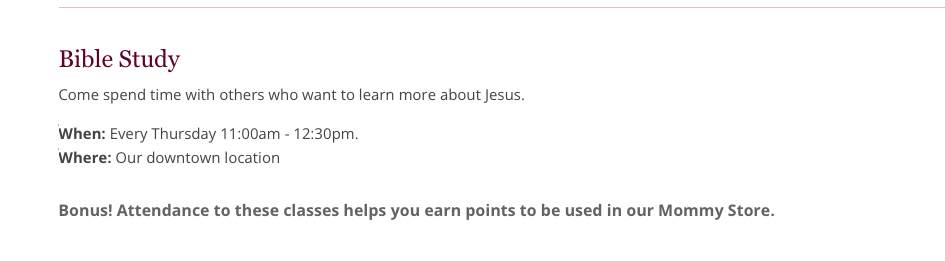 Bible Study
Come spend time with others who want to learn more about Jesus.
When: Every Thursday 11:00am - 12:30pm.
Where: Our downtown location
Bonus! Attendance to these classes helps you earn points to be used in our Mommy Store.